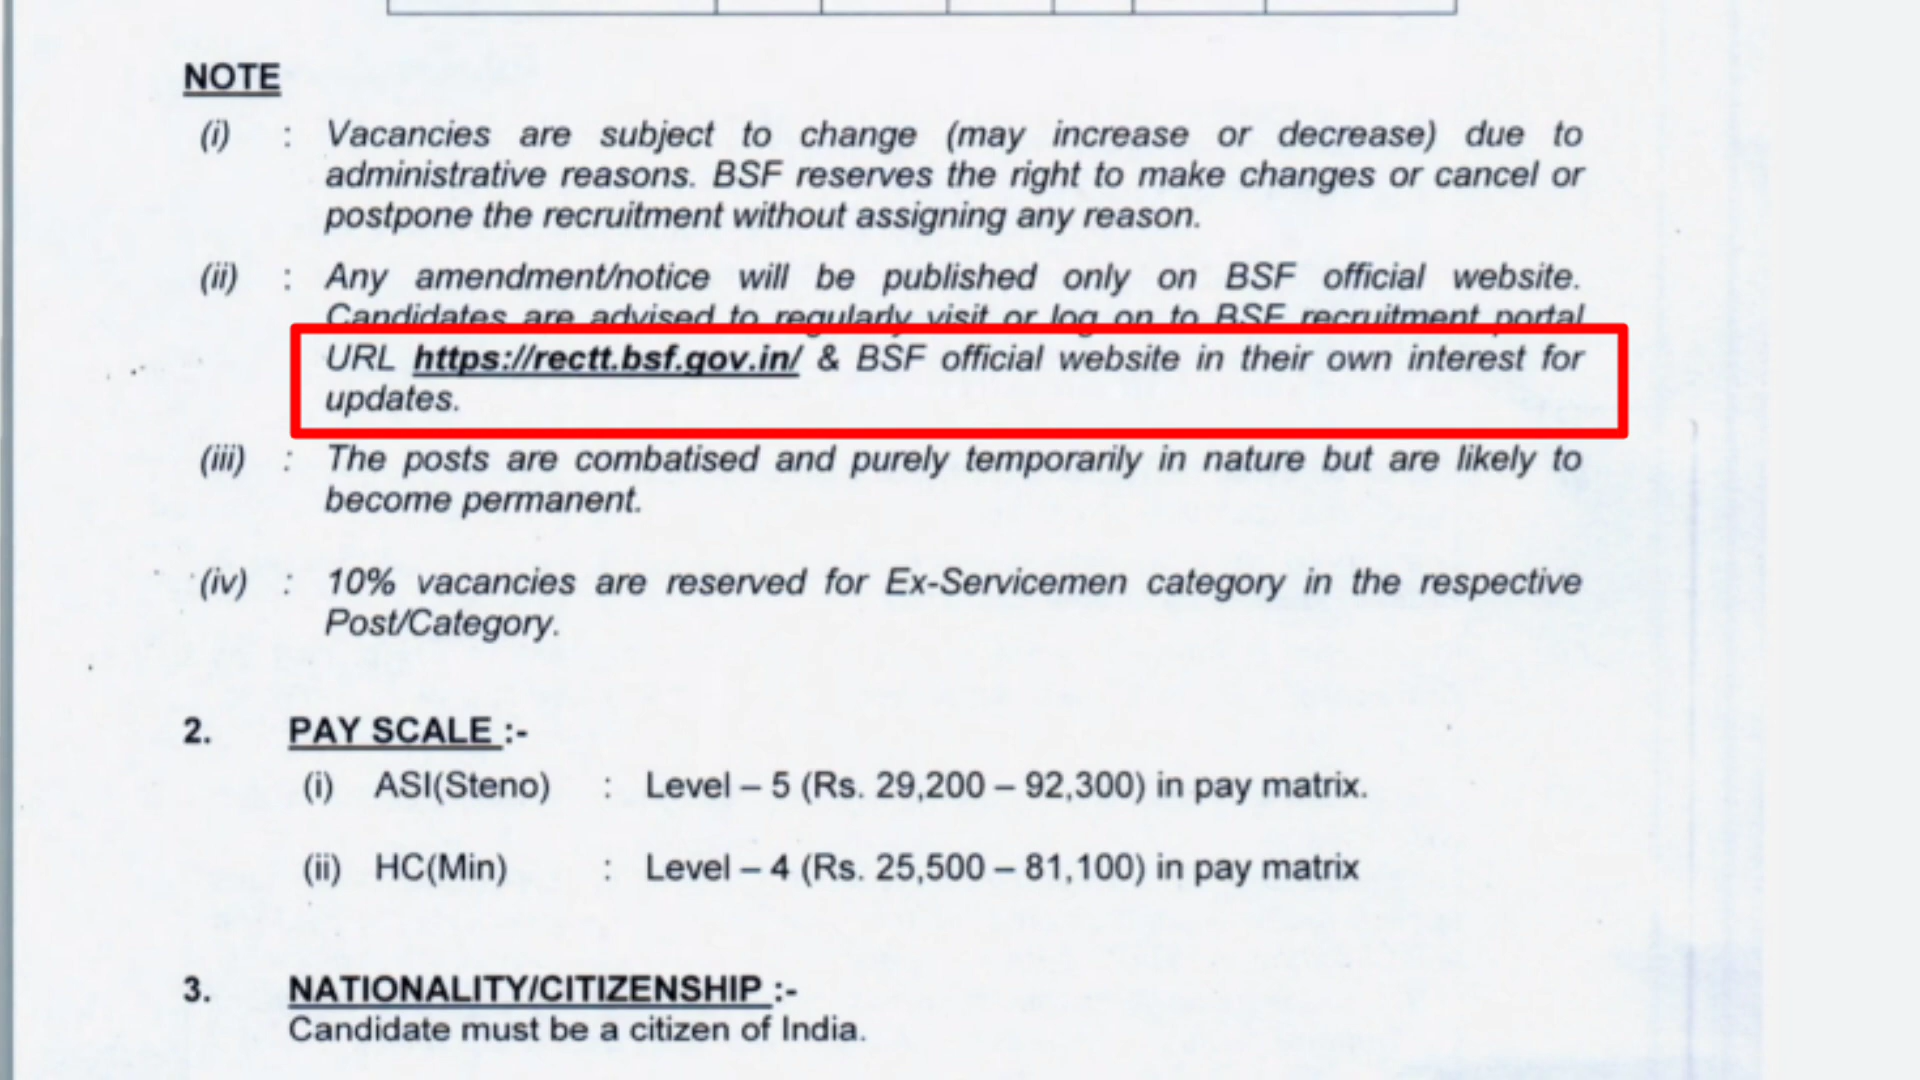 NOTE
(i) : Vacancies are subject to change (may increase or decrease) due to
administrative reasons. BSF reserves the right to make changes or cancel or
postpone the recruitment without assigning any reason.
(ii) : Any amendment/notice will be published only on BSF official website.
Candidates are advised to regularly visit or log on to BSF recruitment portal
URL https://rectt.bsf.gov.in/ & BSF official website in their own interest for
updates.
(iii) : The posts are combatised and purely temporarily in nature but are likely to
become permanent.
(iv) : 10% vacancies are reserved for Ex-Servicemen category in the respective
Post/Category.
2. PAY SCALE :-
(i) ASI(Steno) : Level – 5 (Rs. 29,200 – 92,300) in pay matrix.
(ii) HC(Min) : Level – 4 (Rs. 25,500 – 81,100) in pay matrix
3. NATIONALITY/CITIZENSHIP :-
Candidate must be a citizen of India.